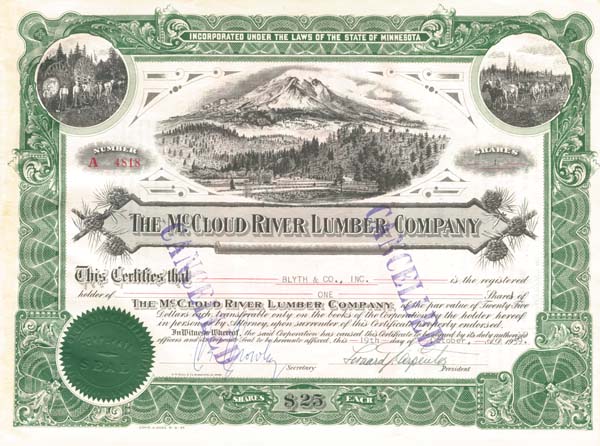 INCORPORATED UNDER THE LAWS OF THE STATE OF MINNESOTA
NUMBER
A 4818
SHARES
THE McCLOUD RIVER LUMBER COMPANY
CANCELLED
CANCELLED
This Certifies that BLYTH & CO., INC. is the registered
holder of ONE Shares of
THE McCLOUD RIVER LUMBER COMPANY of the par value of Twenty-Five
Dollars each transferable only on the books of the Corporation by the holder hereof
in person or by Attorney, upon surrender of this Certificate properly endorsed.
In Witness Whereof, the said Corporation has caused this Certificate to be signed by its duly authorized
officers and its Corporate Seal to be hereunto affixed this 19th day of October,
Secretary
President
SEAL
SHARES $25 EACH